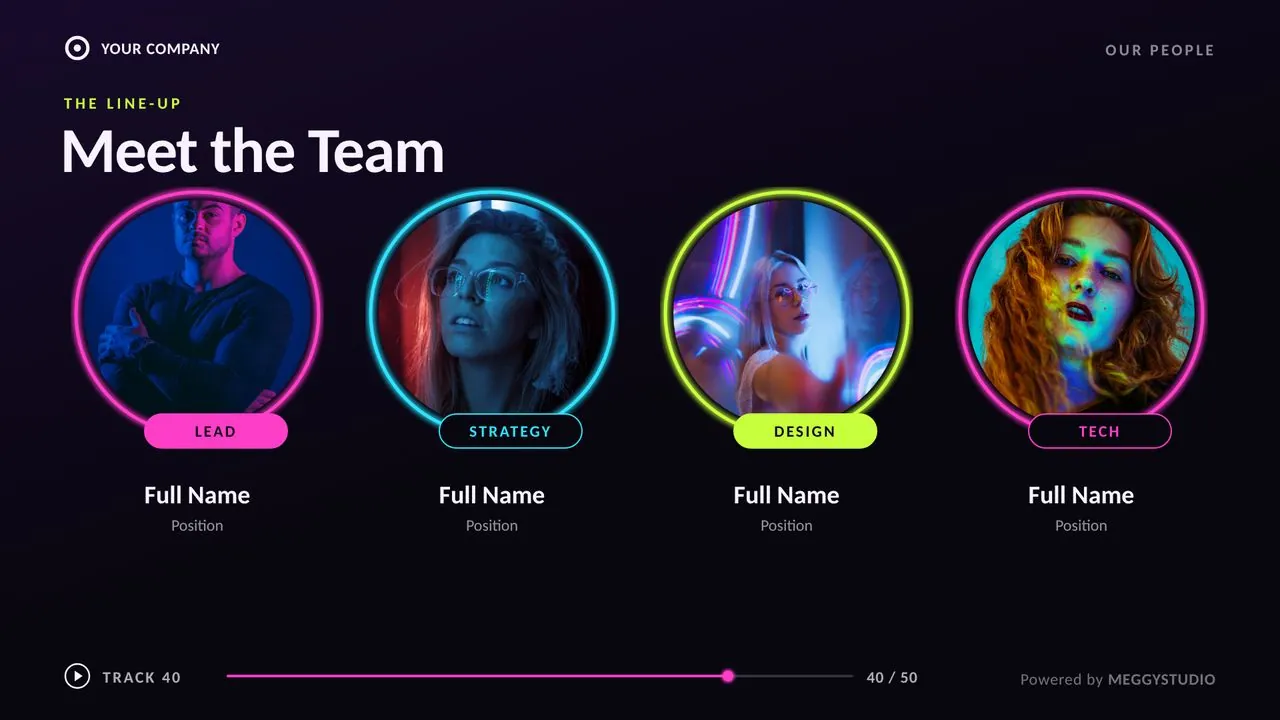 YOUR COMPANY
OUR PEOPLE
THE LINE-UP
Meet the Team
LEAD
STRATEGY
DESIGN
TECH
Full Name
Full Name
Full Name
Full Name
Position
Position
Position
Position
TRACK 40
40 / 50
Powered by MEGGYSTUDIO